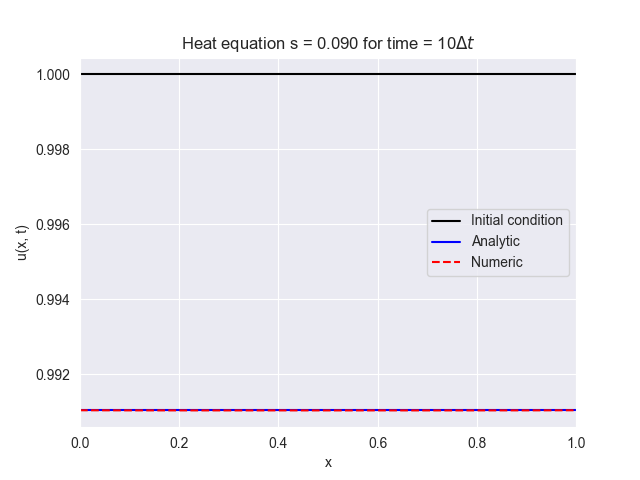 Heat equation s = 0.090 for time = 10Δt
1.000
0.998
0.996
0.994
0.992
u(x, t)
Initial condition
Analytic
Numeric
0.0 0.2 0.4 0.6 0.8 1.0
x